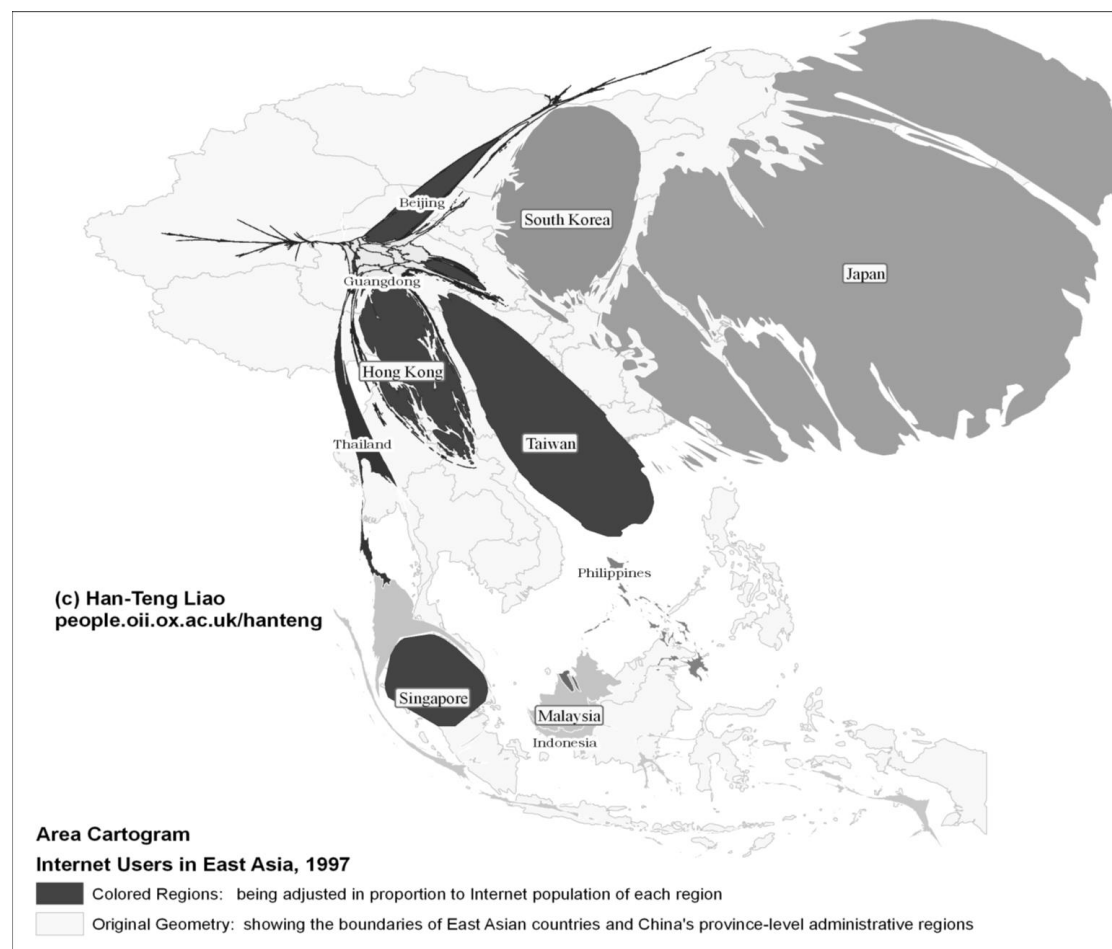 Beijing
South Korea
Japan
Guangdong
Hong Kong
Thailand
Taiwan
Philippines
(c) Han-Teng Liao
people.oii.ox.ac.uk/hanteng
Singapore
Malaysia
Indonesia
Area Cartogram
Internet Users in East Asia, 1997
Colored Regions: being adjusted in proportion to Internet population of each region
Original Geometry: showing the boundaries of East Asian countries and China's province-level administrative regions